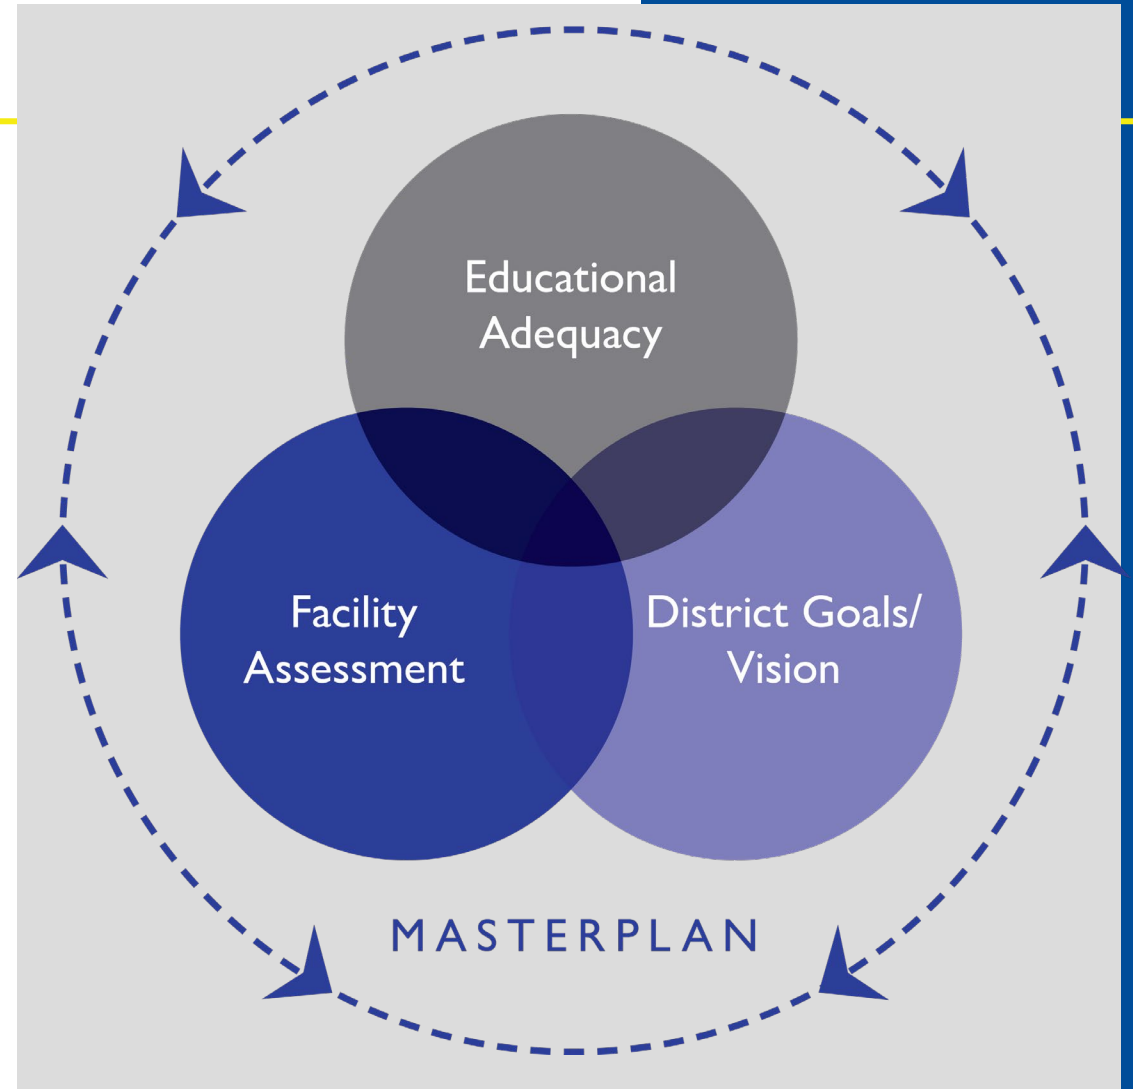 Educational
Adequacy
Facility
Assessment
District Goals/
Vision
MASTERPLAN